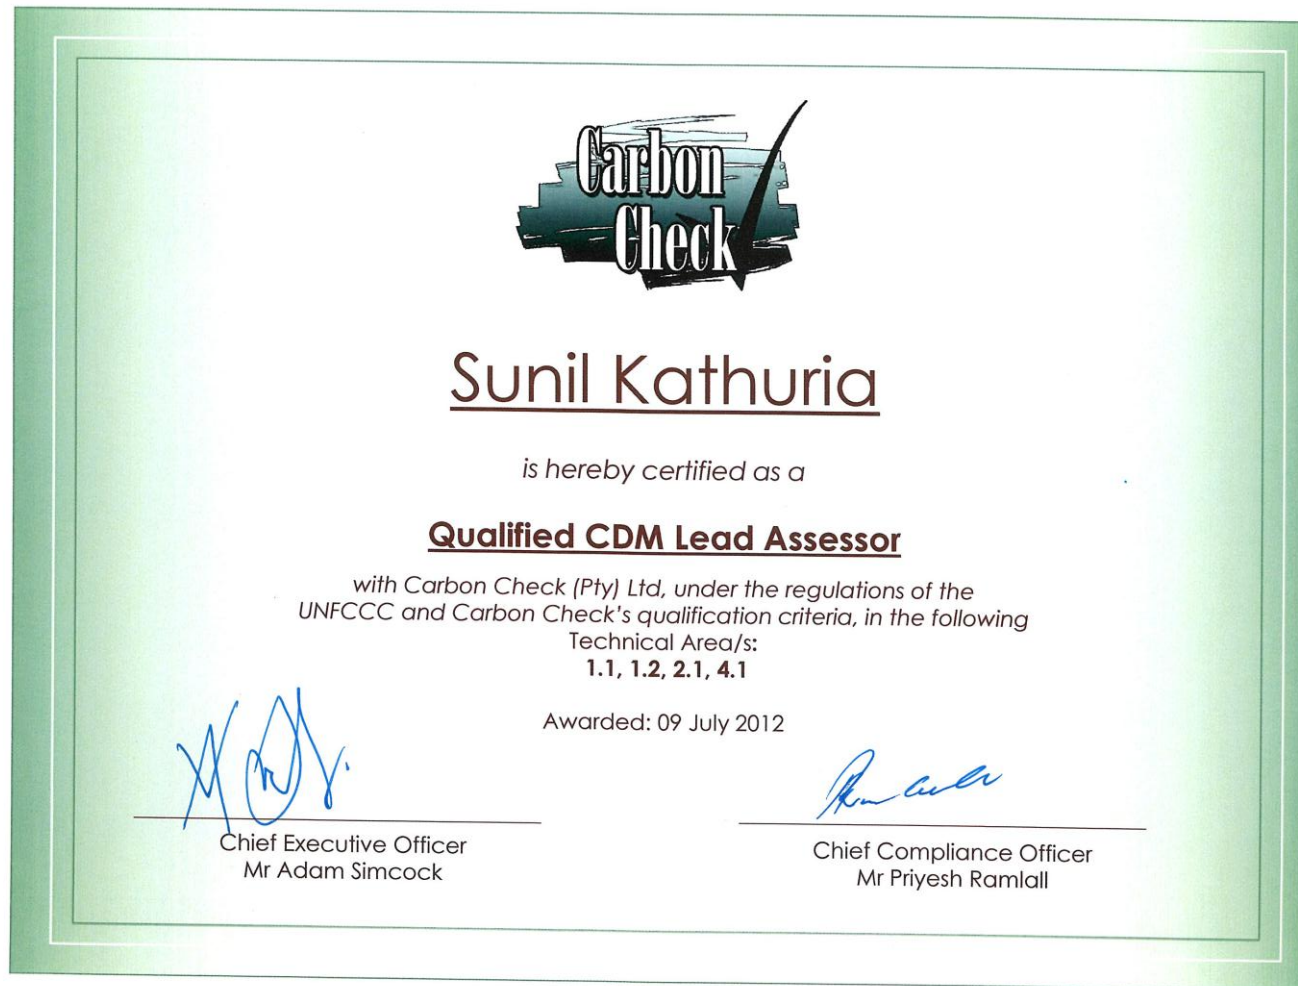 Carbon
Check
Sunil Kathuria
is hereby certified as a
Qualified CDM Lead Assessor
with Carbon Check (Pty) Ltd, under the regulations of the
UNFCCC and Carbon Check's qualification criteria, in the following
Technical Area/s:
1.1, 1.2, 2.1, 4.1
Awarded: 09 July 2012
Chief Executive Officer
Mr Adam Simcock
Chief Compliance Officer
Mr Priyesh Ramlall